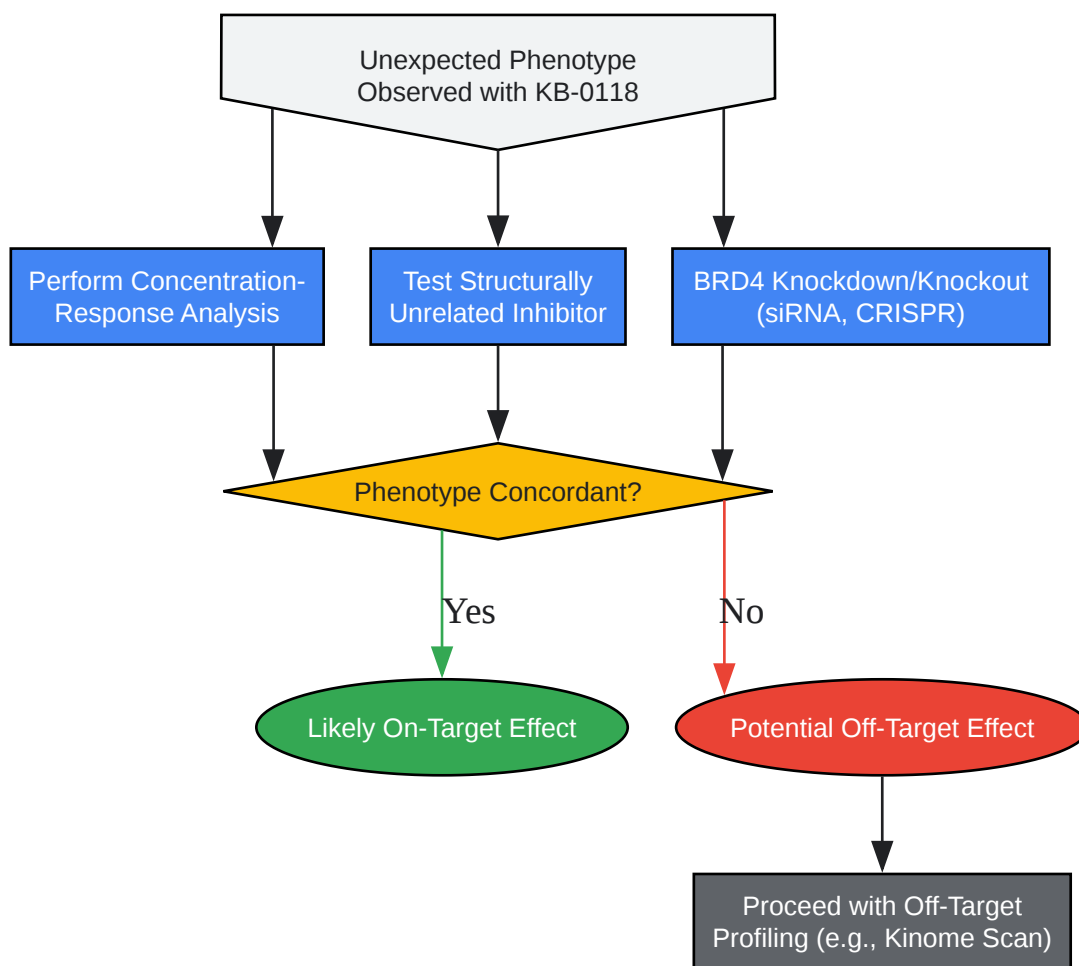 Unexpected Phenotype
Observed with KB-0118
Perform Concentration-
Response Analysis
Test Structurally
Unrelated Inhibitor
BRD4 Knockdown/Knockout
(siRNA, CRISPR)
Phenotype Concordant?
Yes
No
Likely On-Target Effect
Potential Off-Target Effect
Proceed with Off-Target
Profiling (e.g., Kinome Scan)